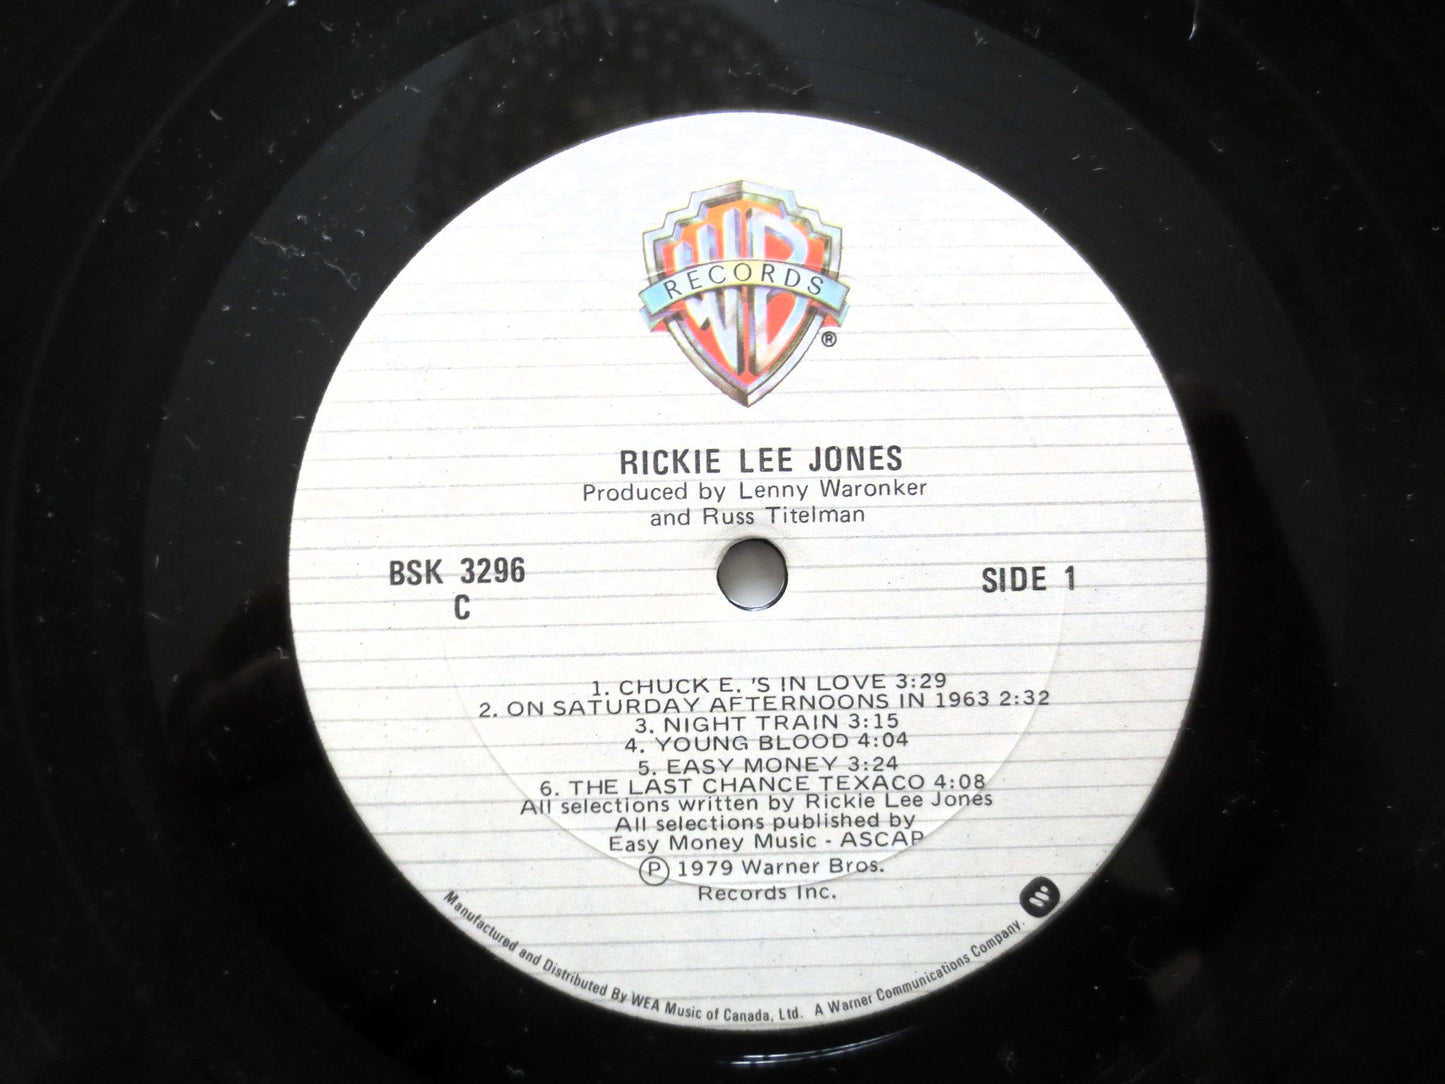 WB
RECORDS
®
RICKIE LEE JONES
Produced by Lenny Waronker
and Russ Titelman
BSK 3296
C
SIDE 1
1. CHUCK E. 'S IN LOVE 3:29
2. ON SATURDAY AFTERNOONS IN 1963 2:32
3. NIGHT TRAIN 3:15
4. YOUNG BLOOD 4:04
5. EASY MONEY 3:24
6. THE LAST CHANCE TEXACO 4:08
All selections written by Rickie Lee Jones
All selections published by
Easy Money Music - ASCAP
Ⓟ 1979 Warner Bros.
Records Inc.
Manufactured and Distributed By WEA Music of Canada, Ltd. A Warner Communications Company.